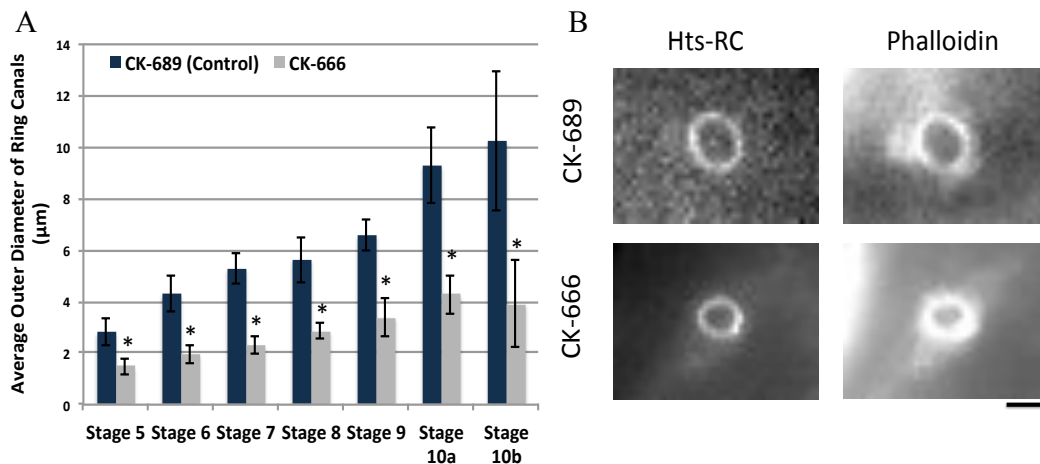 A
Average Outer Diameter of Ring Canals
(µm)
14
12
10
8
6
4
2
0
CK-689 (Control) CK-666
* * * * * * *
Stage 5 Stage 6 Stage 7 Stage 8 Stage 9 Stage Stage
10a 10b
B
Hts-RC Phalloidin
CK-689
CK-666